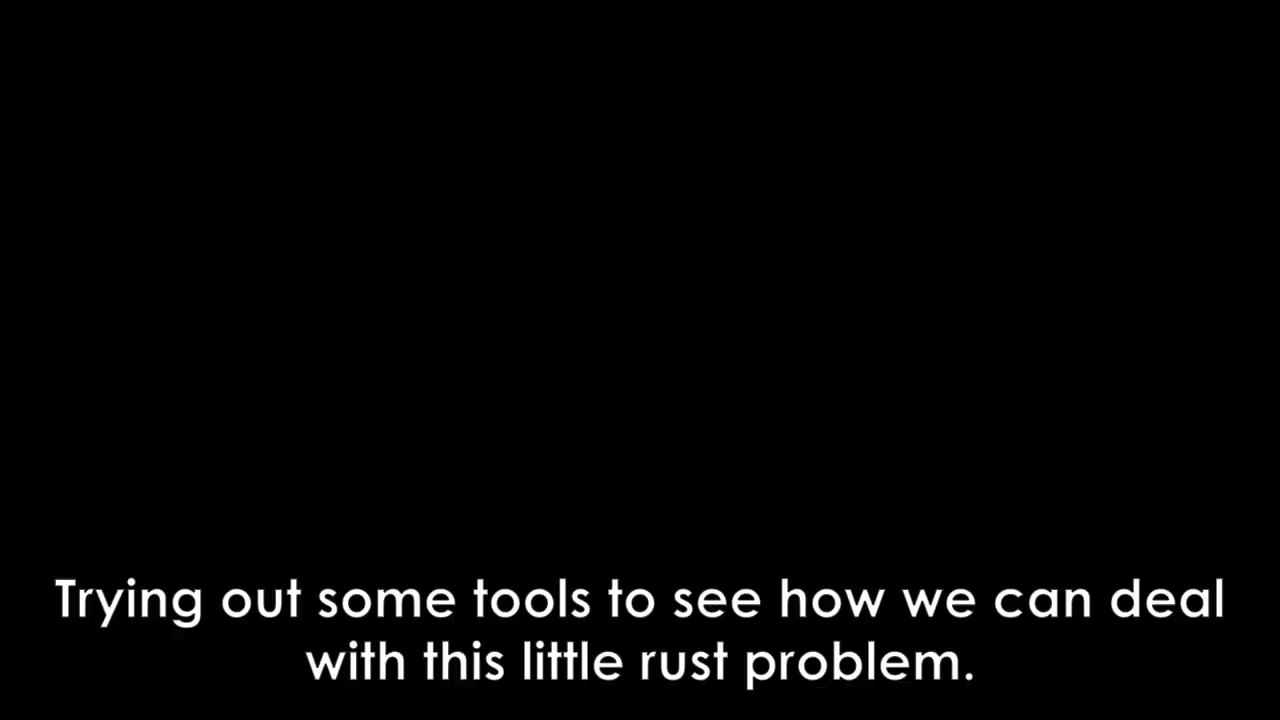 Trying out some tools to see how we can deal
with this little rust problem.